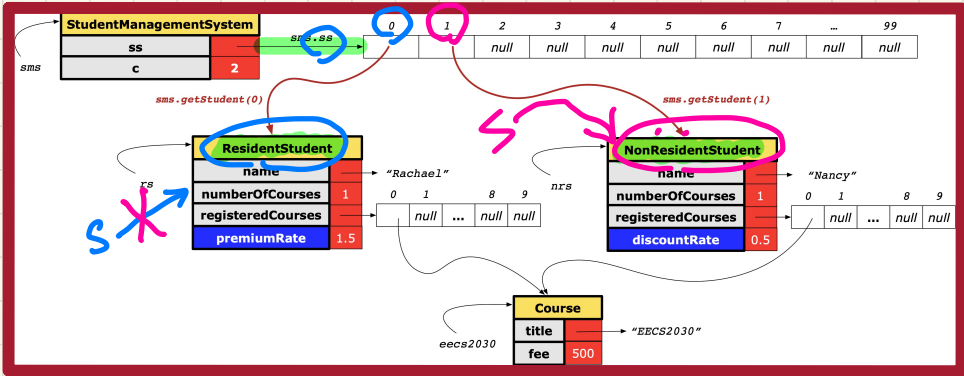 StudentManagementSystem
ss
c
2
sms
sms.ss
0 1 2 3 4 5 6 7 … 99
null null null null null null null null
sms.getStudent(0)
sms.getStudent(1)
S
ResidentStudent
name
numberOfCourses 1
registeredCourses
premiumRate 1.5
rs
S
"Rachael"
0 1 8 9
null ... null null
NonResidentStudent
name
numberOfCourses 1
registeredCourses
discountRate 0.5
nrs
"Nancy"
0 1 8 9
null ... null null
Course
title
fee 500
eecs2030
"EECS2030"